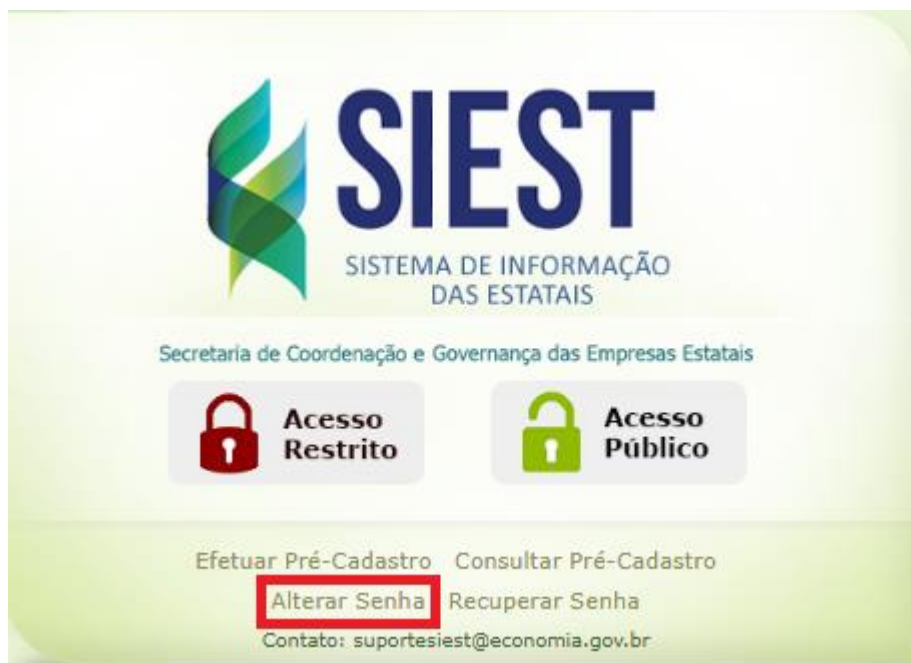 SIEST
SISTEMA DE INFORMAÇÃO
DAS ESTATAIS
Secretaria de Coordenação e Governança das Empresas Estatais
Acesso
Restrito
Acesso
Público
Efetuar Pré-Cadastro Consultar Pré-Cadastro
Alterar Senha Recuperar Senha
Contato: suportesiest@economia.gov.br